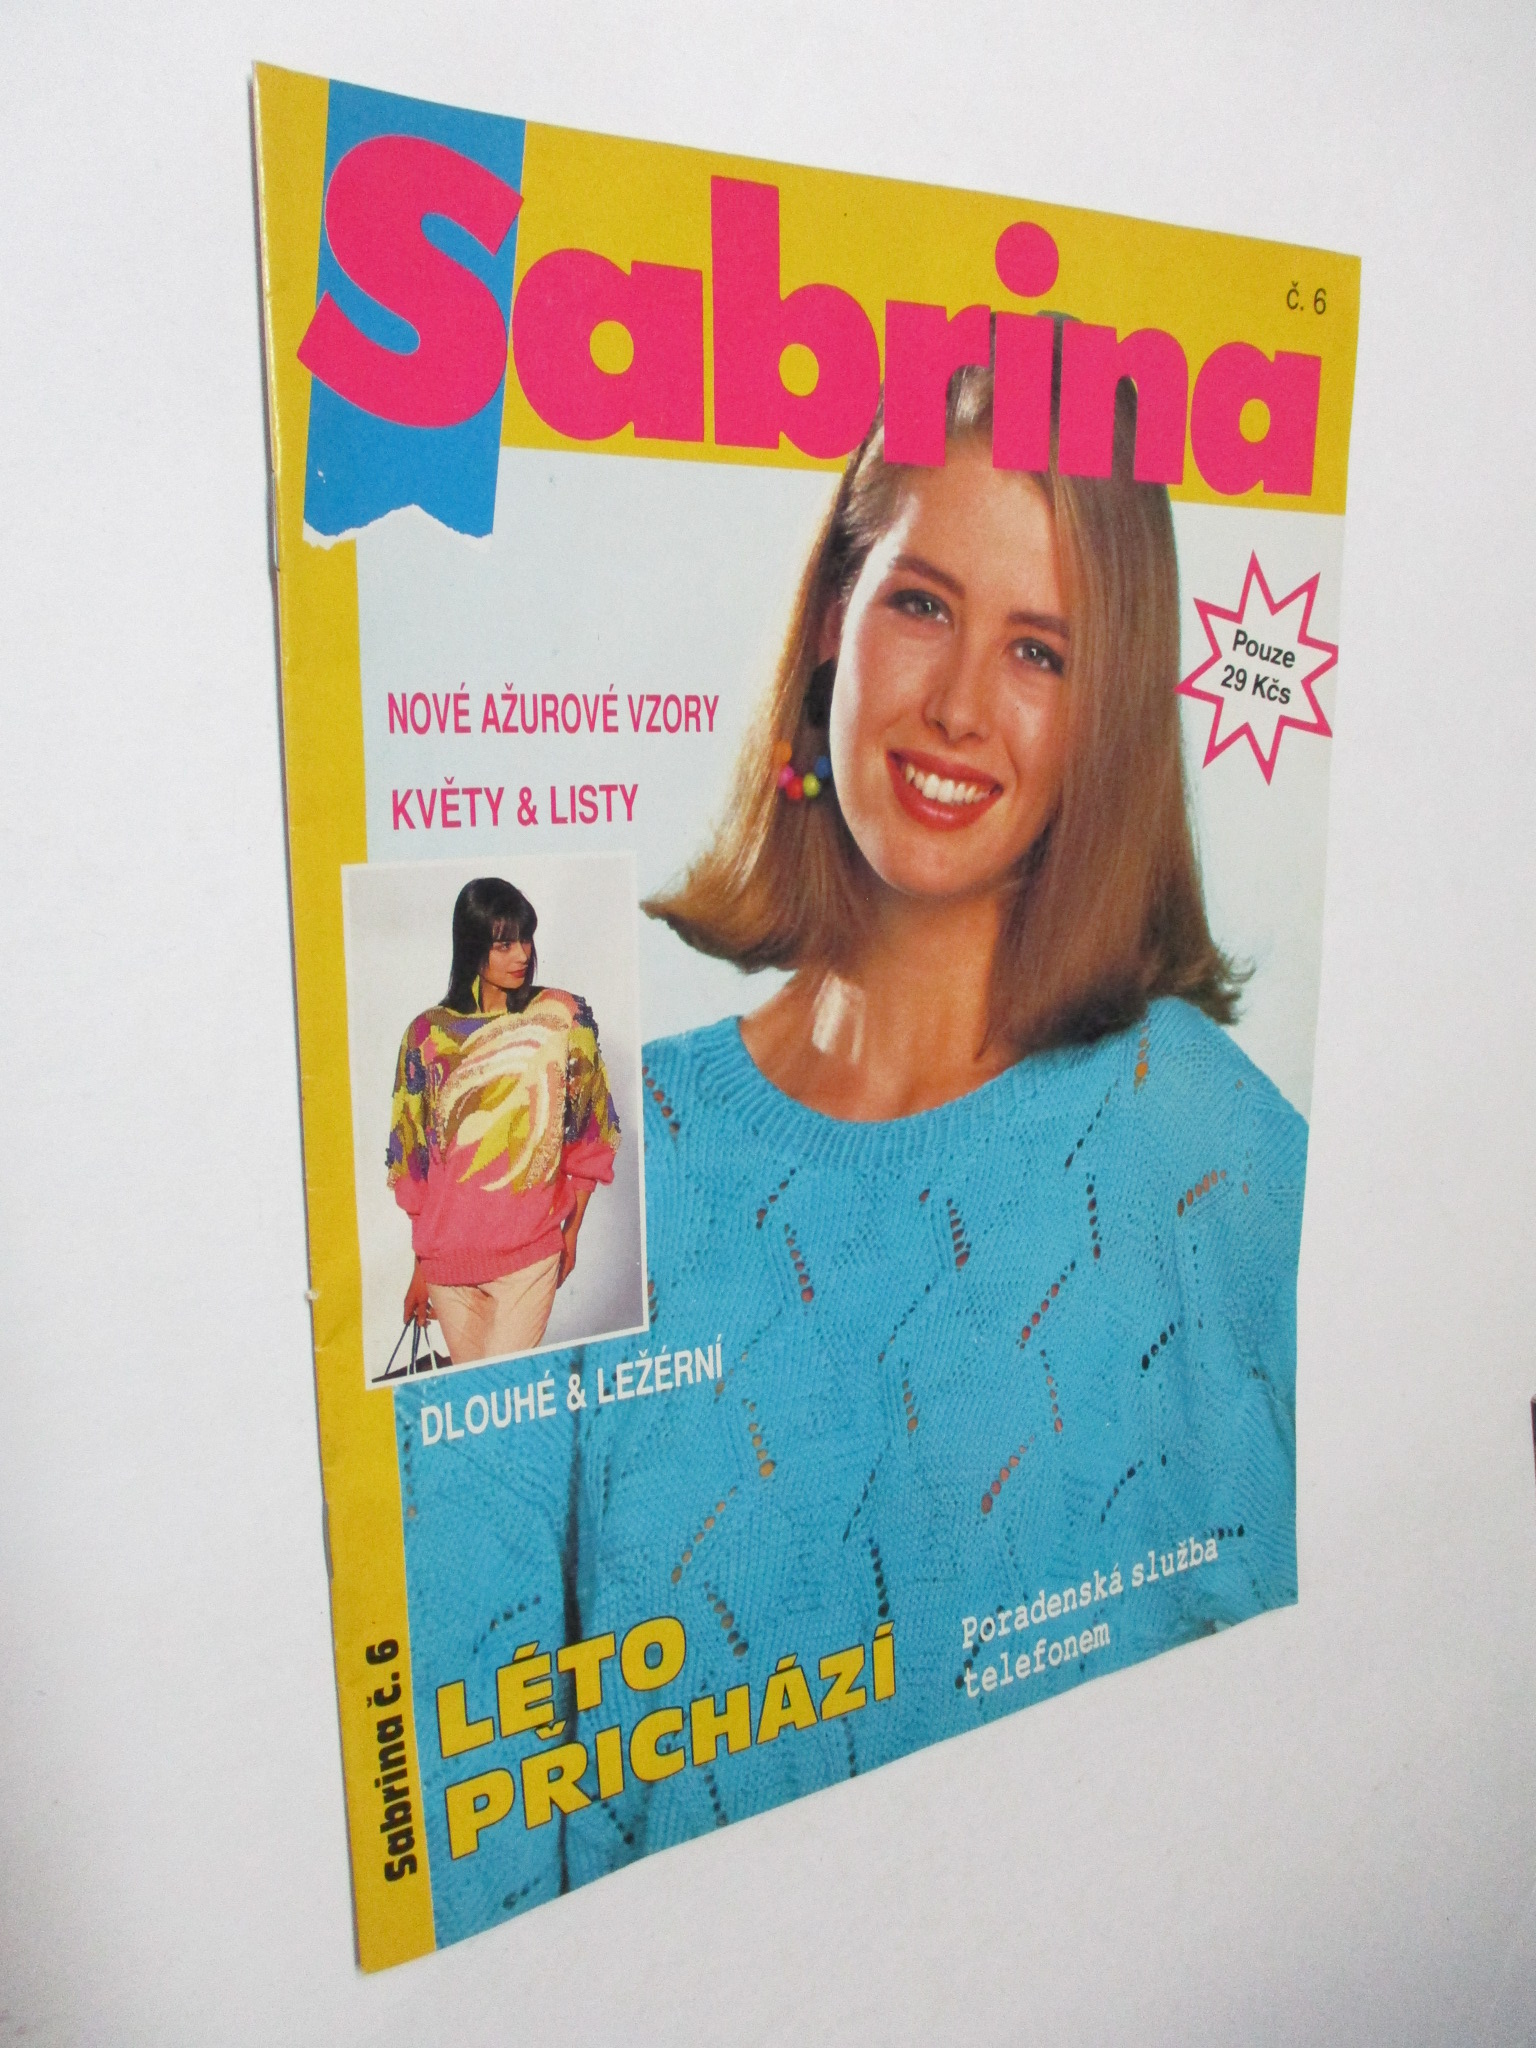 Sabrina
č. 6
Pouze
29 Kčs
NOVÉ AŽUROVÉ VZORY
KVĚTY & LISTY
DLOUHÉ & LEŽÉRNÍ
LÉTO
PŘICHÁZÍ
Poradenská služba
telefonem
Sabrina č. 6